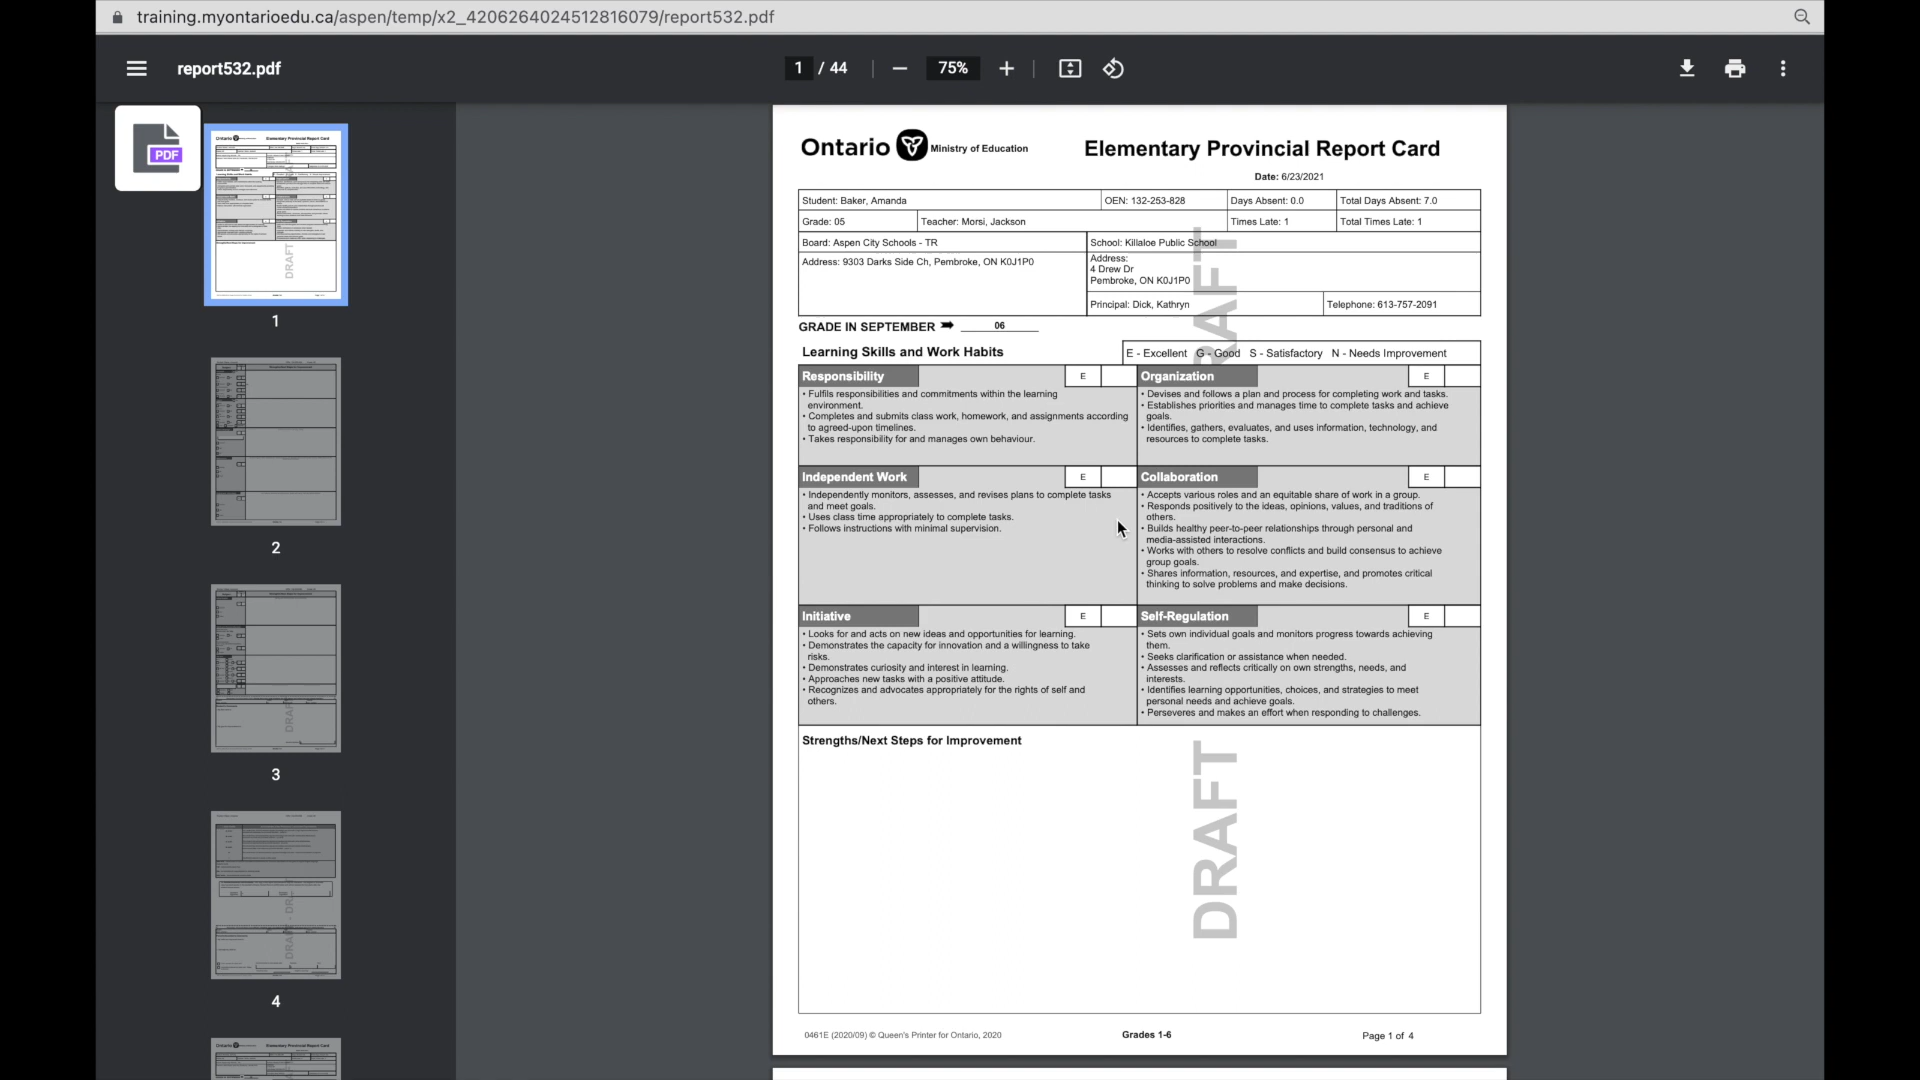 training.myontarioedu.ca/aspen/temp/x2_4206264024512816079/report532.pdf
report532.pdf
1 / 44
75%
PDF
1
2
3
4
Ontario Ministry of Education
Elementary Provincial Report Card
Date: 6/23/2021
Student: Baker, Amanda OEN: 132-253-828 Days Absent: 0.0 Total Days Absent: 7.0
Grade: 05 Teacher: Morsi, Jackson Times Late: 1 Total Times Late: 1
Board: Aspen City Schools - TR School: Killaloe Public School
Address: 9303 Darks Side Ch, Pembroke, ON K0J1P0
Address:
4 Drew Dr
Pembroke, ON K0J1P0
Principal: Dick, Kathryn Telephone: 613-757-2091
GRADE IN SEPTEMBER 06
Learning Skills and Work Habits
E - Excellent G - Good S - Satisfactory N - Needs Improvement
Responsibility E
• Fulfils responsibilities and commitments within the learning
environment.
• Completes and submits class work, homework, and assignments according
to agreed-upon timelines.
• Takes responsibility for and manages own behaviour.
Organization E
• Devises and follows a plan and process for completing work and tasks.
• Establishes priorities and manages time to complete tasks and achieve
goals.
• Identifies, gathers, evaluates, and uses information, technology, and
resources to complete tasks.
Independent Work E
• Independently monitors, assesses, and revises plans to complete tasks
and meet goals.
• Uses class time appropriately to complete tasks.
• Follows instructions with minimal supervision.
Collaboration E
• Accepts various roles and an equitable share of work in a group.
• Responds positively to the ideas, opinions, values, and traditions of
others.
• Builds healthy peer-to-peer relationships through personal and
media-assisted interactions.
• Works with others to resolve conflicts and build consensus to achieve
group goals.
• Shares information, resources, and expertise, and promotes critical
thinking to solve problems and make decisions.
Initiative E
• Looks for and acts on new ideas and opportunities for learning.
• Demonstrates the capacity for innovation and a willingness to take
risks.
• Demonstrates curiosity and interest in learning.
• Approaches new tasks with a positive attitude.
• Recognizes and advocates appropriately for the rights of self and
others.
Self-Regulation E
• Sets own individual goals and monitors progress towards achieving
them.
• Seeks clarification or assistance when needed.
• Assesses and reflects critically on own strengths, needs, and
interests.
• Identifies learning opportunities, choices, and strategies to meet
personal needs and achieve goals.
• Perseveres and makes an effort when responding to challenges.
Strengths/Next Steps for Improvement
DRAFT
DRAFT
0461E (2020/09) © Queen's Printer for Ontario, 2020 Grades 1-6 Page 1 of 4